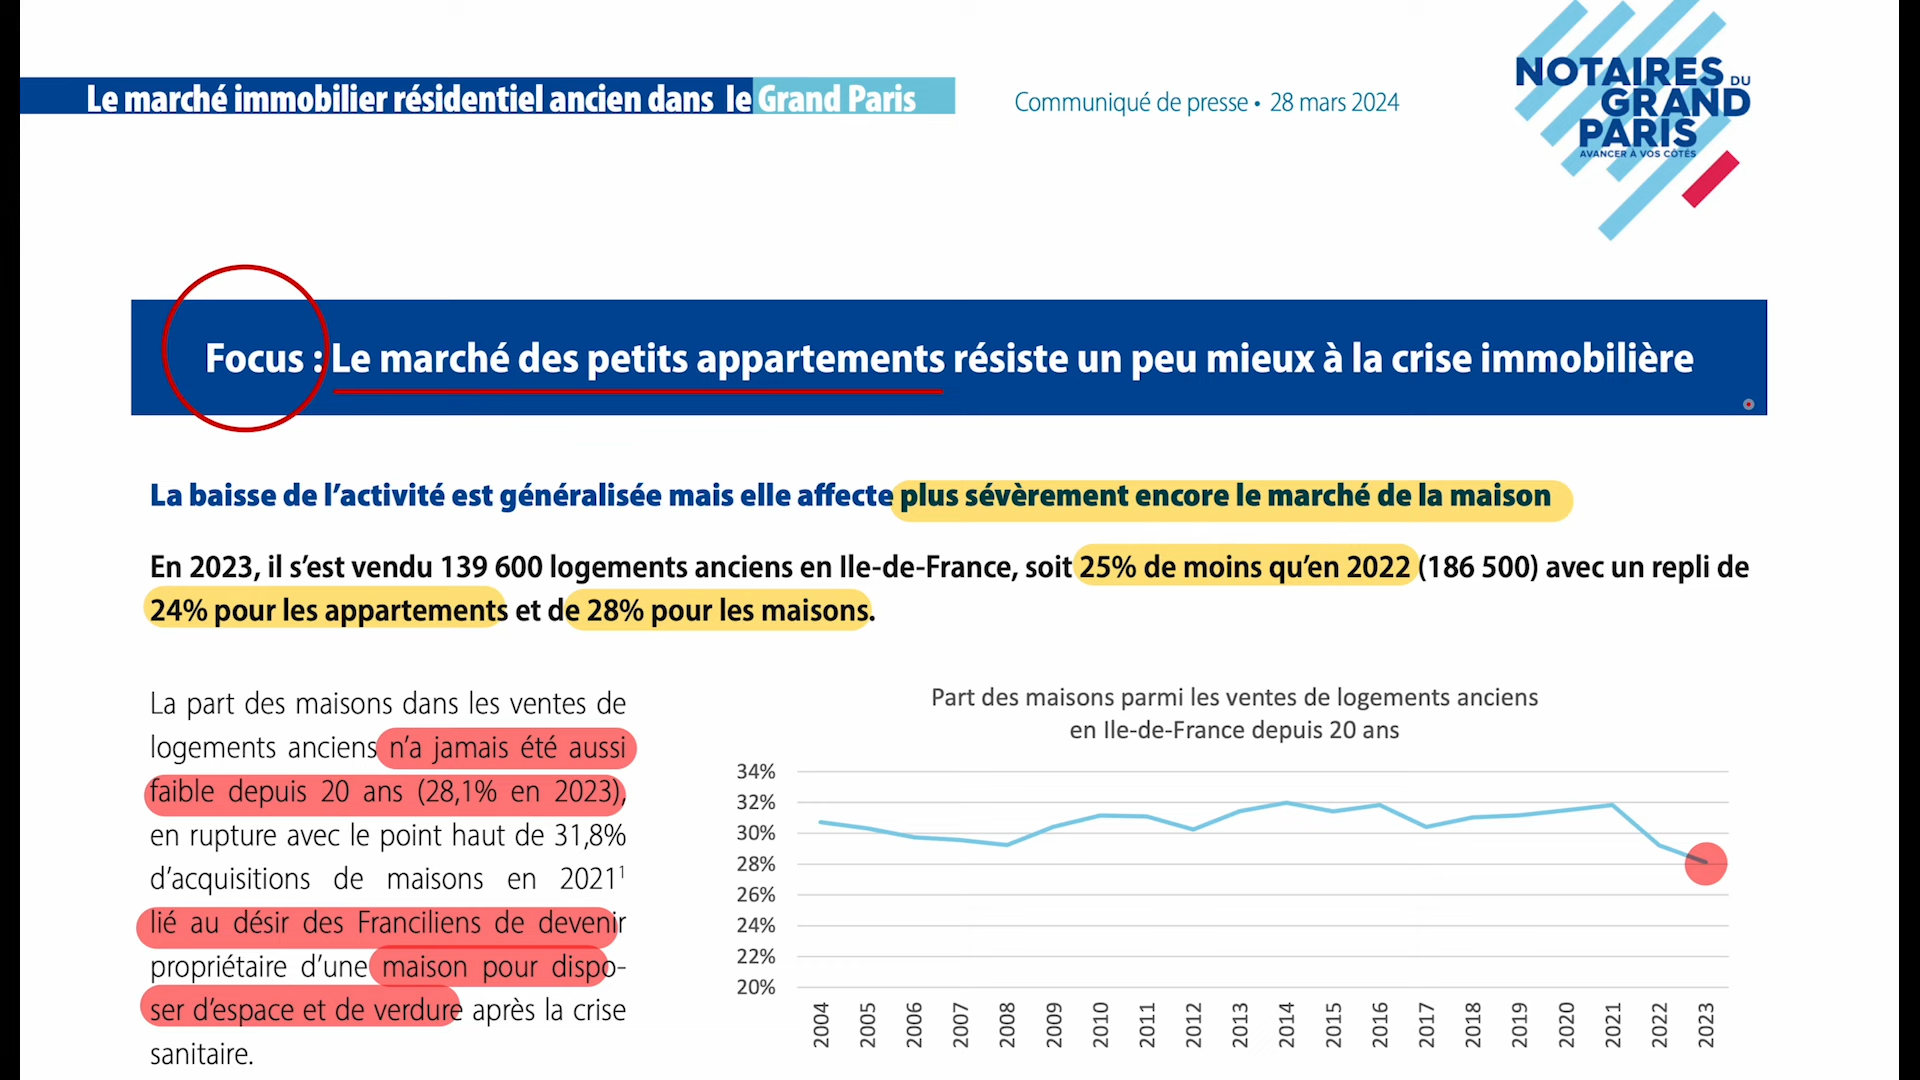 Le marché immobilier résidentiel ancien dans le Grand Paris
Communiqué de presse • 28 mars 2024
NOTAIRES DU
GRAND
PARIS
AVANCER À VOS CÔTÉS
Focus : Le marché des petits appartements résiste un peu mieux à la crise immobilière
La baisse de l’activité est généralisée mais elle affecte plus sévèrement encore le marché de la maison
En 2023, il s’est vendu 139 600 logements anciens en Ile-de-France, soit 25% de moins qu’en 2022 (186 500) avec un repli de
24% pour les appartements et de 28% pour les maisons.
La part des maisons dans les ventes de
logements anciens n’a jamais été aussi
faible depuis 20 ans (28,1% en 2023),
en rupture avec le point haut de 31,8%
d’acquisitions de maisons en 2021¹
lié au désir des Franciliens de devenir
propriétaire d’une maison pour dispo-
ser d’espace et de verdure après la crise
sanitaire.
Part des maisons parmi les ventes de logements anciens
en Ile-de-France depuis 20 ans
34%
32%
30%
28%
26%
24%
22%
20%
2004 2005 2006 2007 2008 2009 2010 2011 2012 2013 2014 2015 2016 2017 2018 2019 2020 2021 2022 2023